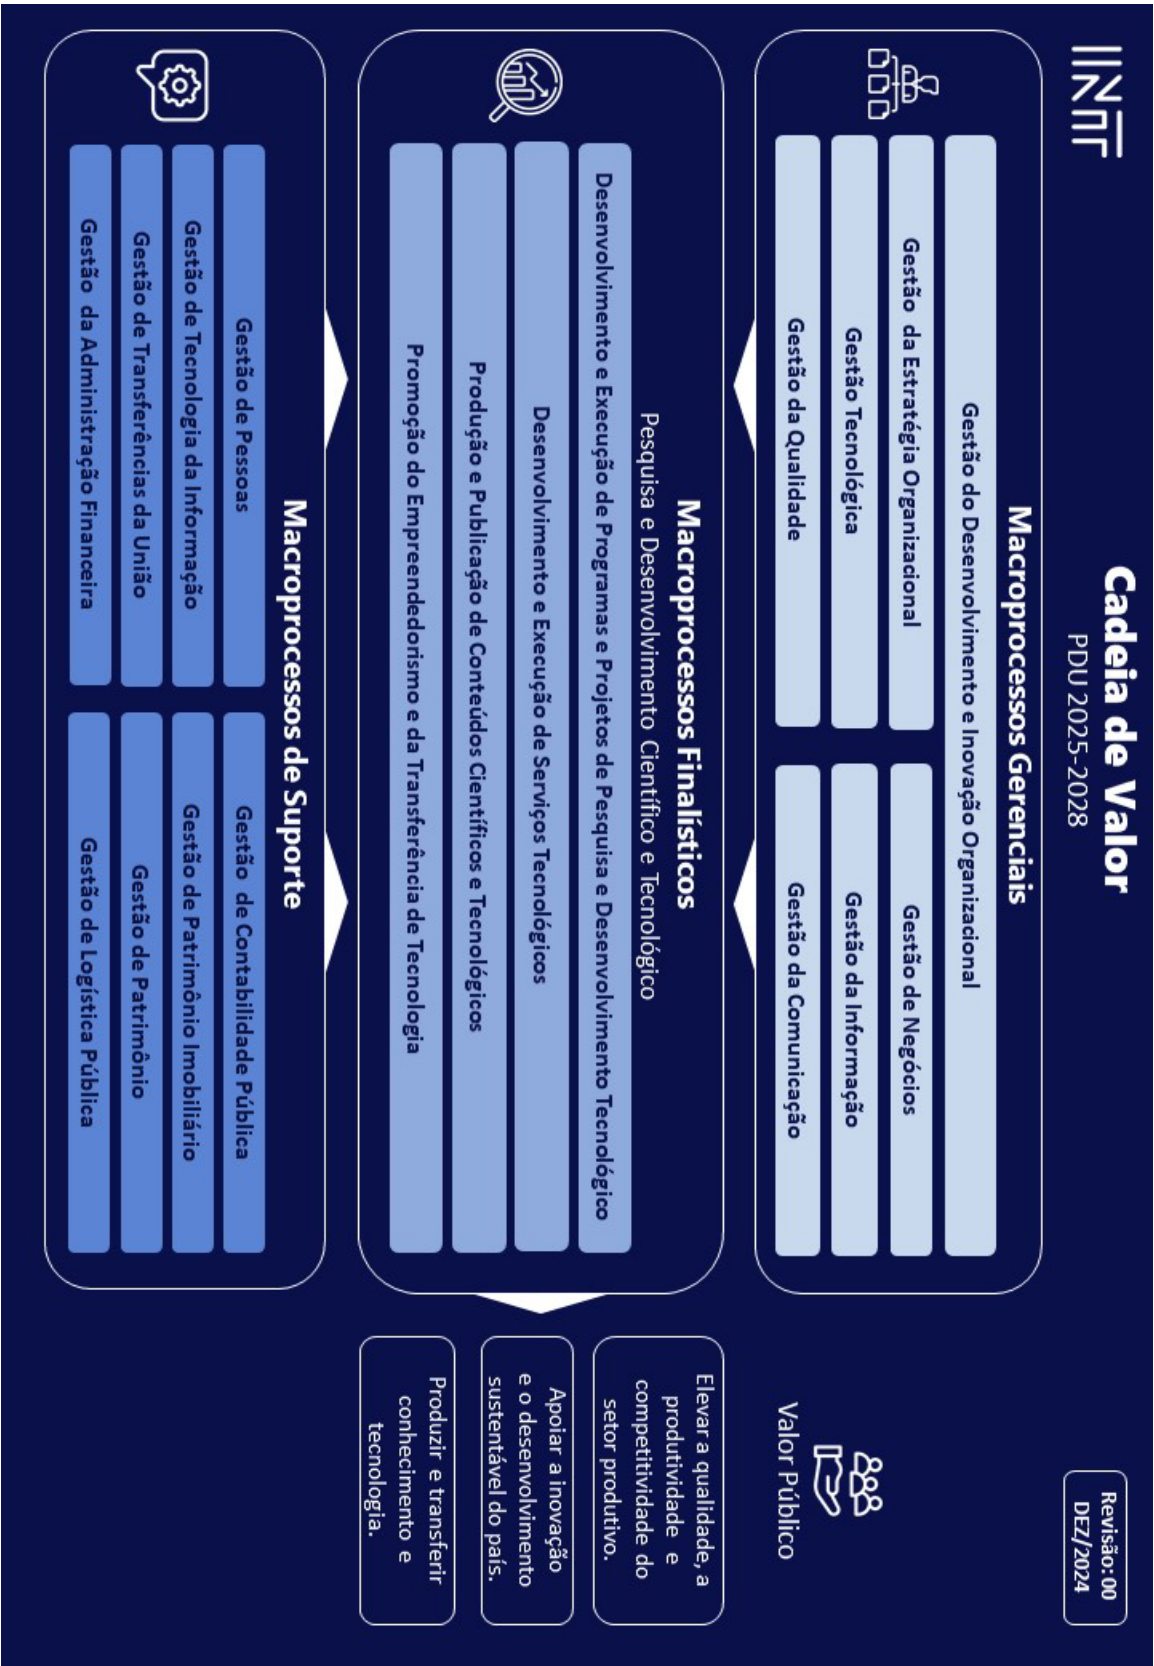 INT
Cadeia de Valor
PDU 2025-2028
Revisão: 00
DEZ/2024
Macroprocessos Gerenciais
Gestão do Desenvolvimento e Inovação Organizacional
Gestão da Estratégia Organizacional
Gestão de Negócios
Gestão Tecnológica
Gestão da Informação
Gestão da Qualidade
Gestão da Comunicação
Macroprocessos Finalísticos
Pesquisa e Desenvolvimento Científico e Tecnológico
Desenvolvimento e Execução de Programas e Projetos de Pesquisa e Desenvolvimento Tecnológico
Desenvolvimento e Execução de Serviços Tecnológicos
Produção e Publicação de Conteúdos Científicos e Tecnológicos
Promoção do Empreendedorismo e da Transferência de Tecnologia
Macroprocessos de Suporte
Gestão de Pessoas
Gestão de Contabilidade Pública
Gestão de Tecnologia da Informação
Gestão de Patrimônio Imobiliário
Gestão de Transferências da União
Gestão de Patrimônio
Gestão da Administração Financeira
Gestão de Logística Pública
Valor Público
Elevar a qualidade, a
produtividade e
competitividade do
setor produtivo.
Apoiar a inovação
e o desenvolvimento
sustentável do país.
Produzir e transferir
conhecimento e
tecnologia.